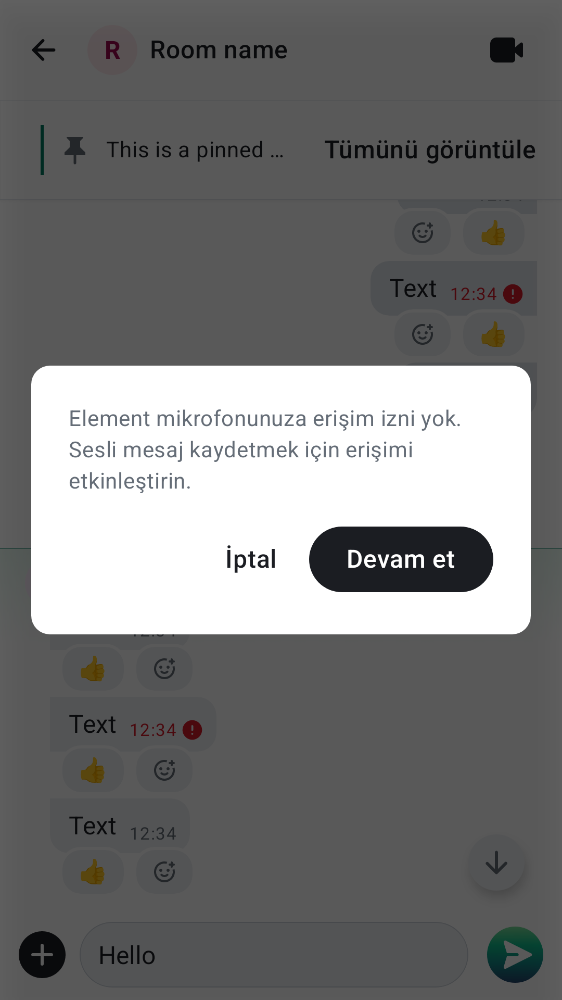 R Room name
This is a pinned … Tümünü görüntüle
Text 12:34
Element mikrofonunuza erişim izni yok.
Sesli mesaj kaydetmek için erişimi
etkinleştirin.
İptal Devam et
Text 12:34
Text 12:34
Hello